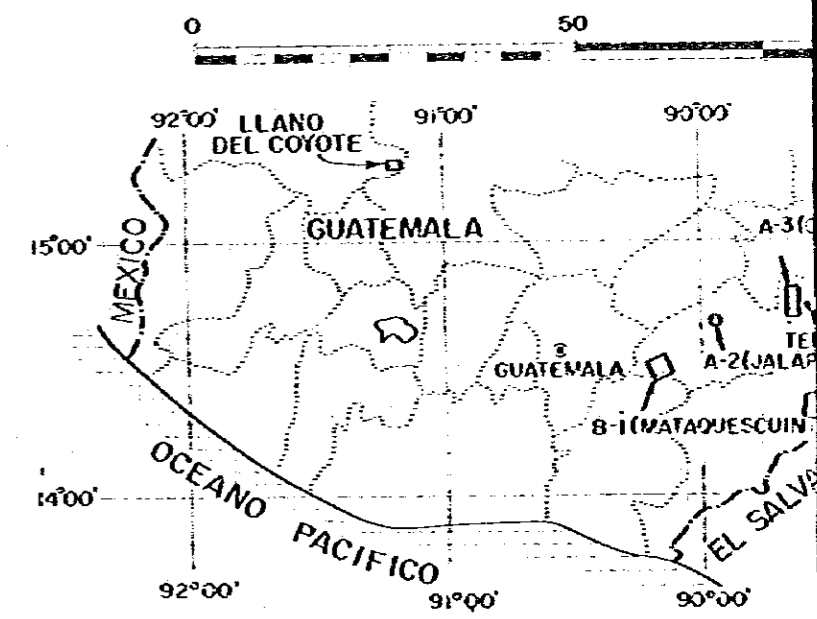 0 50
92°00' 91°00' 90°00'
LLANO
DEL COYOTE
GUATEMALA
15°00'
MEXICO
A-3(
GUATEMALA
A-2(JALAP
B-1(MATAQUESCUIN
14°00'
OCEANO PACIFICO
EL SALVA
92°00' 91°00' 90°00'